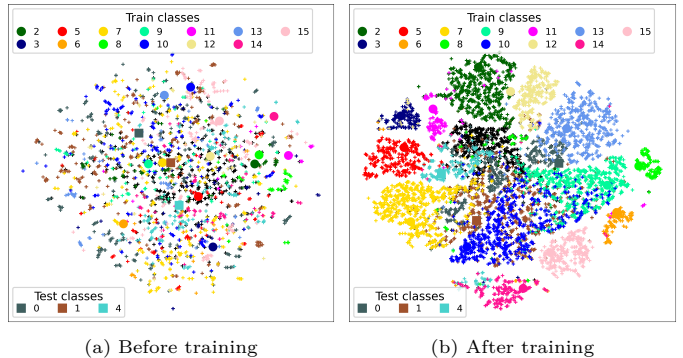 Train classes
2 5 7 9 11 13 15
3 6 8 10 12 14
Test classes
0 1 4
(a) Before training
Train classes
2 5 7 9 11 13 15
3 6 8 10 12 14
Test classes
0 1 4
(b) After training